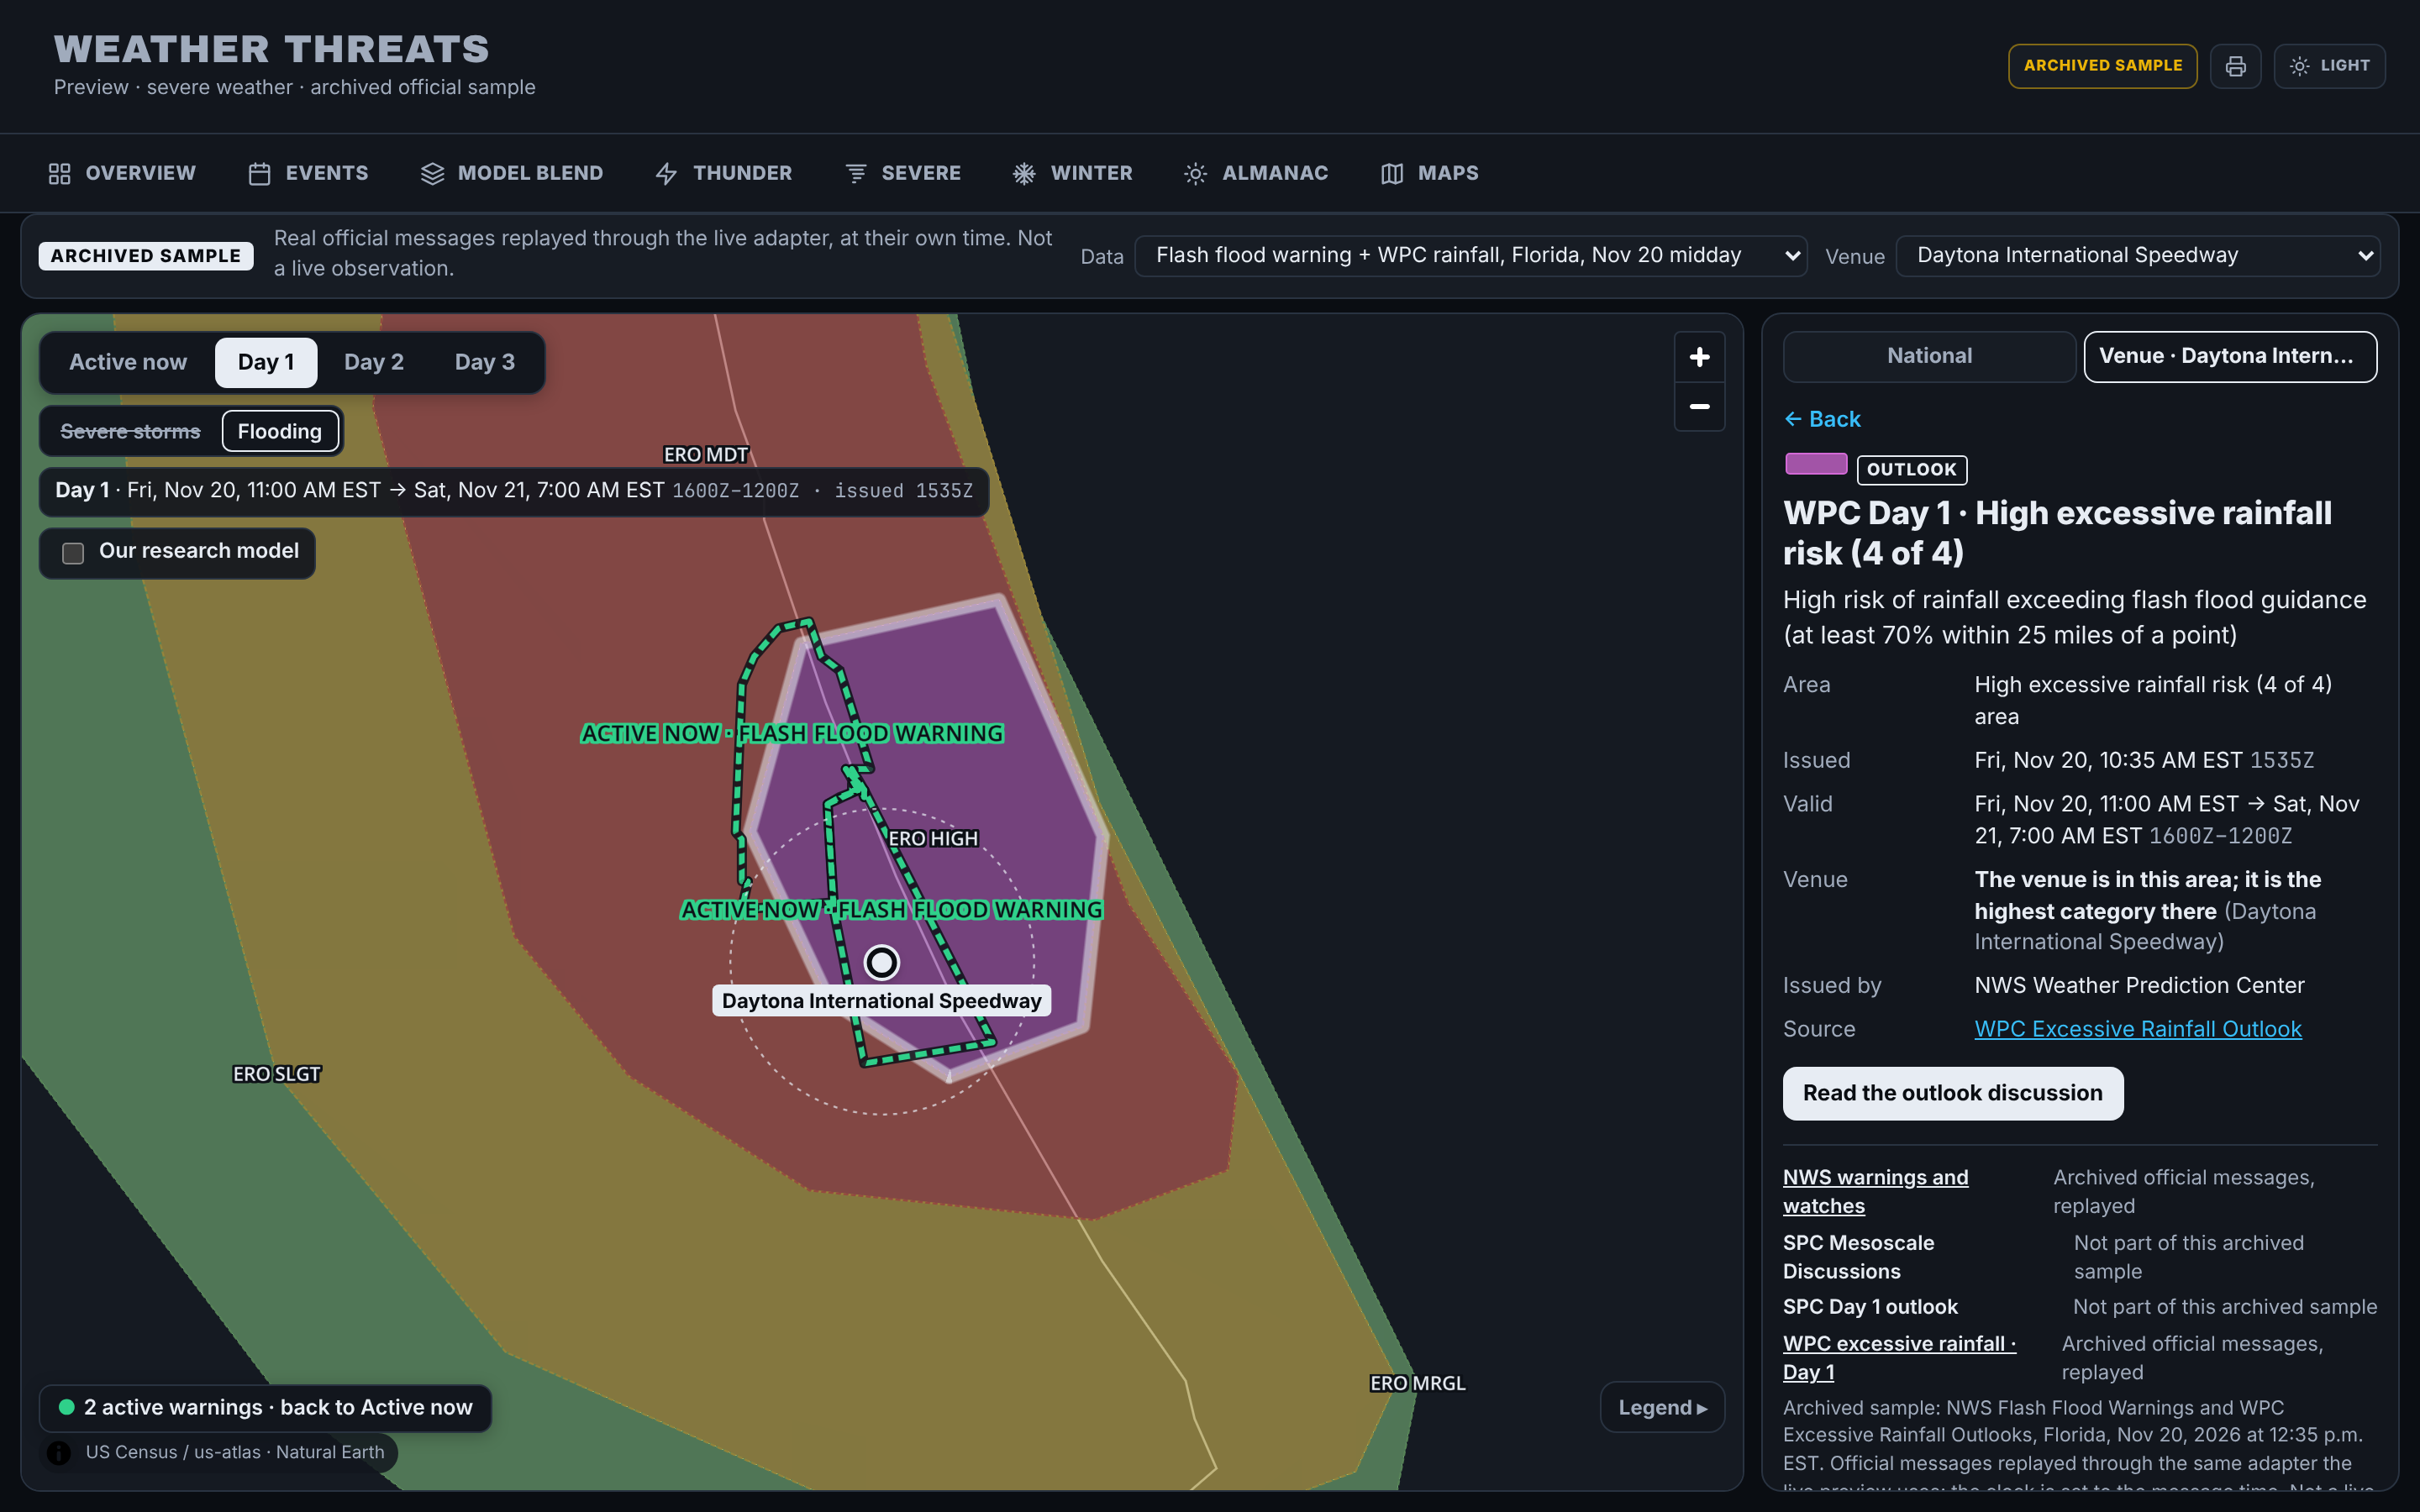 WEATHER THREATS
Preview · severe weather · archived official sample
ARCHIVED SAMPLE
LIGHT
OVERVIEW
EVENTS
MODEL BLEND
THUNDER
SEVERE
WINTER
ALMANAC
MAPS
ARCHIVED SAMPLE
Real official messages replayed through the live adapter, at their own time. Not
a live observation.
Data
Flash flood warning + WPC rainfall, Florida, Nov 20 midday
Venue
Daytona International Speedway
Active now
Day 1
Day 2
Day 3
Severe storms
Flooding
ERO MDT
Day 1 · Fri, Nov 20, 11:00 AM EST → Sat, Nov 21, 7:00 AM EST 1600Z–1200Z · issued 1535Z
Our research model
ACTIVE NOW · FLASH FLOOD WARNING
ERO HIGH
ACTIVE NOW · FLASH FLOOD WARNING
Daytona International Speedway
ERO SLGT
ERO MRGL
2 active warnings · back to Active now
Legend ▸
US Census / us-atlas · Natural Earth
National
Venue · Daytona Intern...
← Back
OUTLOOK
WPC Day 1 · High excessive rainfall
risk (4 of 4)
High risk of rainfall exceeding flash flood guidance
(at least 70% within 25 miles of a point)
Area
High excessive rainfall risk (4 of 4)
area
Issued
Fri, Nov 20, 10:35 AM EST 1535Z
Valid
Fri, Nov 20, 11:00 AM EST → Sat, Nov
21, 7:00 AM EST 1600Z–1200Z
Venue
The venue is in this area; it is the
highest category there (Daytona
International Speedway)
Issued by
NWS Weather Prediction Center
Source
WPC Excessive Rainfall Outlook
Read the outlook discussion
NWS warnings and
watches
Archived official messages,
replayed
SPC Mesoscale
Discussions
Not part of this archived
sample
SPC Day 1 outlook
Not part of this archived sample
WPC excessive rainfall ·
Day 1
Archived official messages,
replayed
Archived sample: NWS Flash Flood Warnings and WPC
Excessive Rainfall Outlooks, Florida, Nov 20, 2026 at 12:35 p.m.
EST. Official messages replayed through the same adapter the
live preview uses; the clock is set to the message time. Not a live